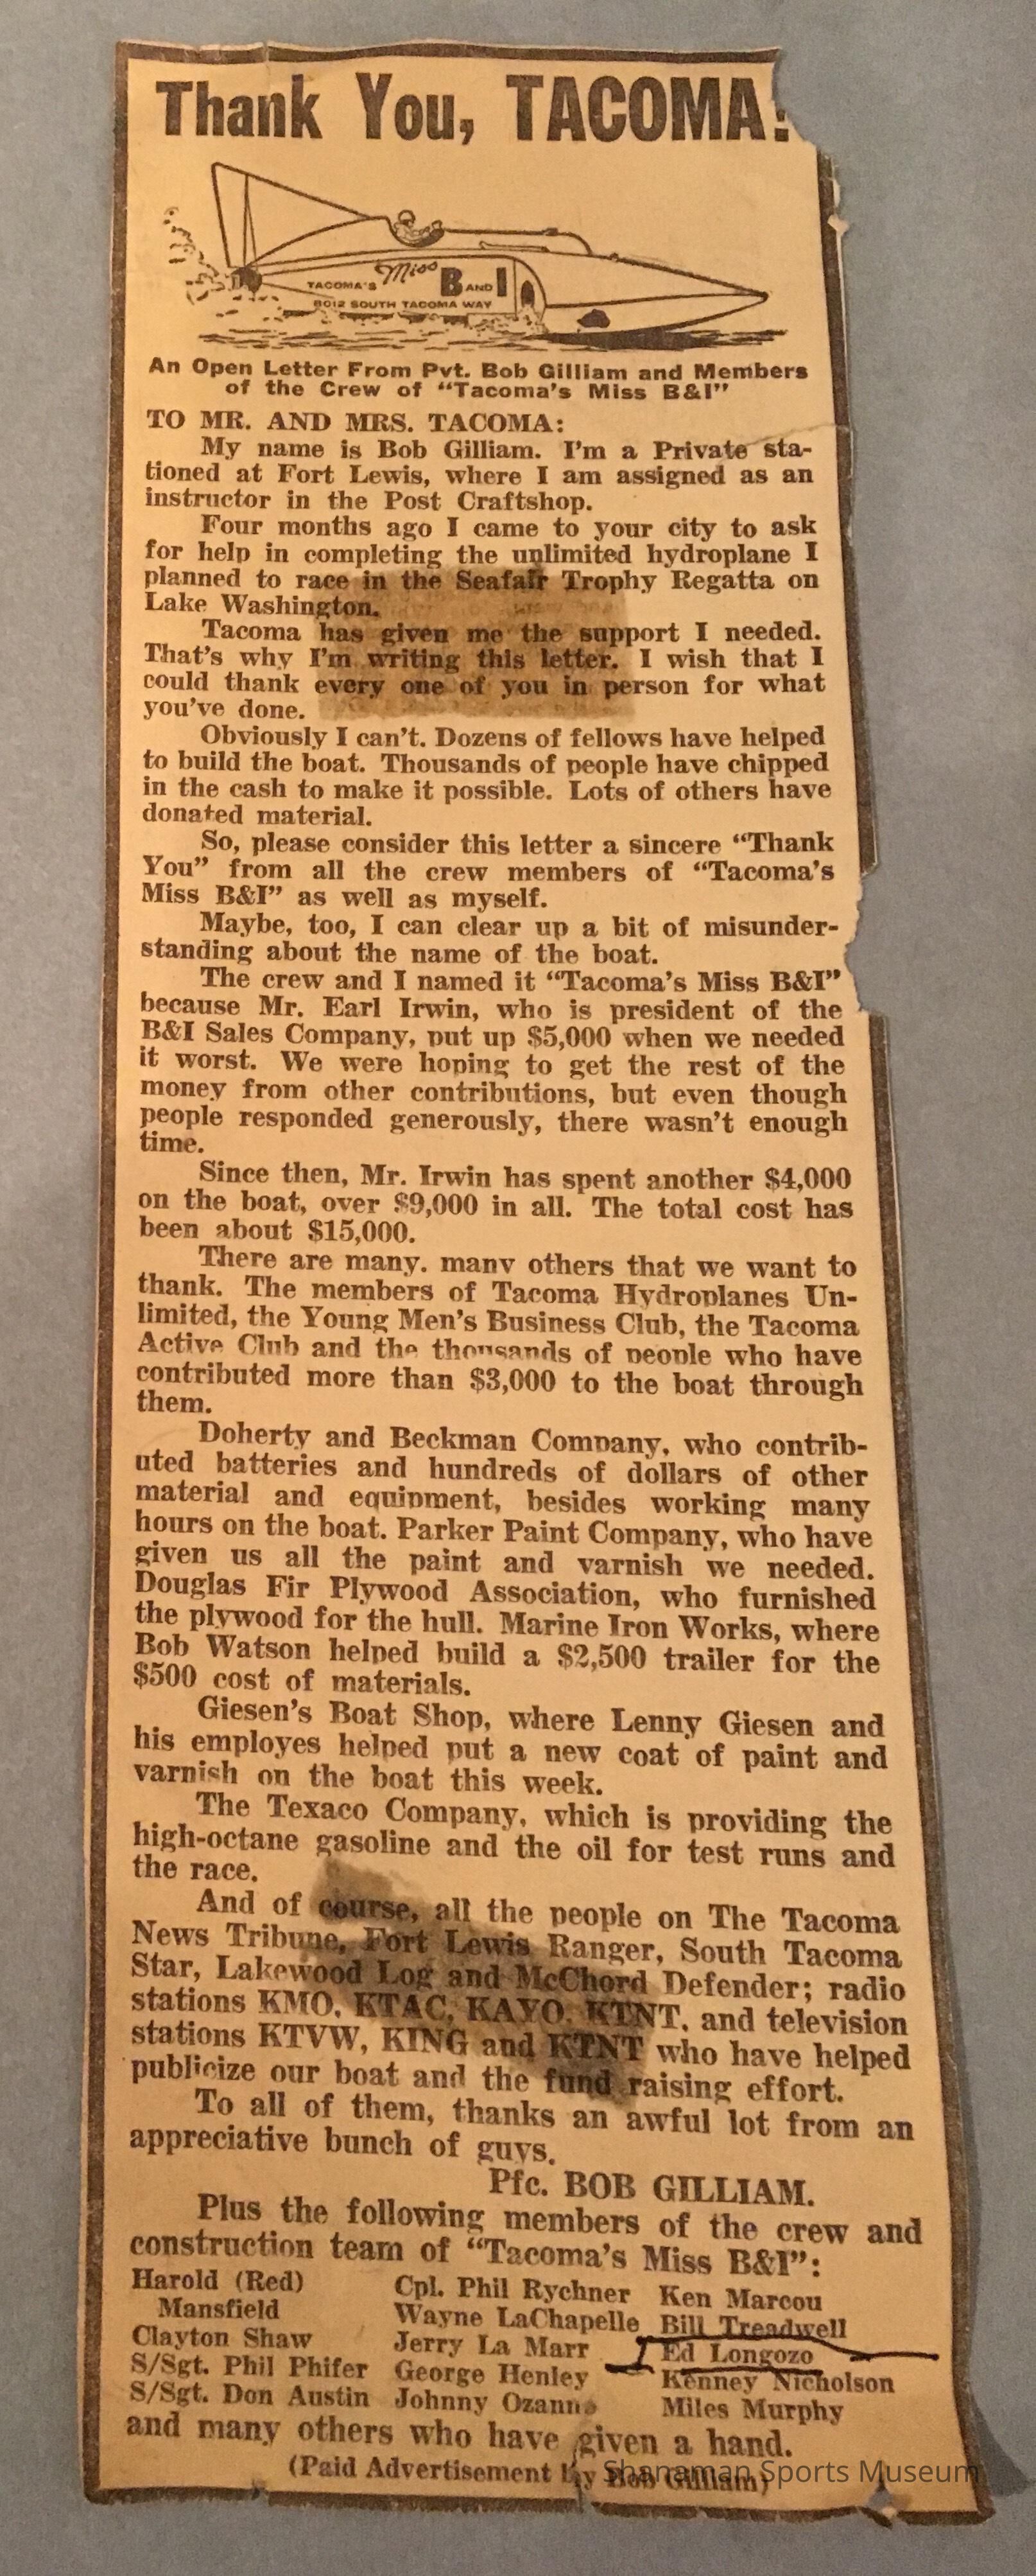 Thank You, TACOMA!
TACOMA'S Miss B AND I
8012 SOUTH TACOMA WAY
An Open Letter From Pvt. Bob Gilliam and Members
of the Crew of "Tacoma's Miss B&I"
TO MR. AND MRS. TACOMA:
My name is Bob Gilliam. I'm a Private sta-
tioned at Fort Lewis, where I am assigned as an
instructor in the Post Craftshop.
Four months ago I came to your city to ask
for help in completing the unlimited hydroplane I
planned to race in the Seafair Trophy Regatta on
Lake Washington.
Tacoma has given me the support I needed.
That's why I'm writing this letter. I wish that I
could thank every one of you in person for what
you've done.
Obviously I can't. Dozens of fellows have helped
to build the boat. Thousands of people have chipped
in the cash to make it possible. Lots of others have
donated material.
So, please consider this letter a sincere "Thank
You" from all the crew members of "Tacoma's
Miss B&I" as well as myself.
Maybe, too, I can clear up a bit of misunder-
standing about the name of the boat.
The crew and I named it "Tacoma's Miss B&I"
because Mr. Earl Irwin, who is president of the
B&I Sales Company, put up $5,000 when we needed
it worst. We were hoping to get the rest of the
money from other contributions, but even though
people responded generously, there wasn't enough
time.
Since then, Mr. Irwin has spent another $4,000
on the boat, over $9,000 in all. The total cost has
been about $15,000.
There are many, many others that we want to
thank. The members of Tacoma Hydroplanes Un-
limited, the Young Men's Business Club, the Tacoma
Active Club and the thousands of people who have
contributed more than $3,000 to the boat through
them.
Doherty and Beckman Company, who contrib-
uted batteries and hundreds of dollars of other
material and equipment, besides working many
hours on the boat. Parker Paint Company, who have
given us all the paint and varnish we needed.
Douglas Fir Plywood Association, who furnished
the plywood for the hull. Marine Iron Works, where
Bob Watson helped build a $2,500 trailer for the
$500 cost of materials.
Giesen's Boat Shop, where Lenny Giesen and
his employes helped put a new coat of paint and
varnish on the boat this week.
The Texaco Company, which is providing the
high-octane gasoline and the oil for test runs and
the race.
And of course, all the people on The Tacoma
News Tribune, Fort Lewis Ranger, South Tacoma
Star, Lakewood Log and McChord Defender; radio
stations KMO, KTAC, KAYO, KTNT, and television
stations KTVW, KING and KTNT who have helped
publicize our boat and the fund raising effort.
To all of them, thanks an awful lot from an
appreciative bunch of guys.
Pfc. BOB GILLIAM.
Plus the following members of the crew and
construction team of "Tacoma's Miss B&I":
Harold (Red)
Mansfield
Clayton Shaw
S/Sgt. Phil Phifer
S/Sgt. Don Austin
Cpl. Phil Rychner
Wayne LaChapelle
Jerry La Marr
George Henley
Johnny Ozanne
Ken Marcou
Bill Treadwell
Ed Longozo
Kenney Nicholson
Miles Murphy
and many others who have given a hand.
(Paid Advertisement By Bob Gilliam)
Shanaman Sports Museum